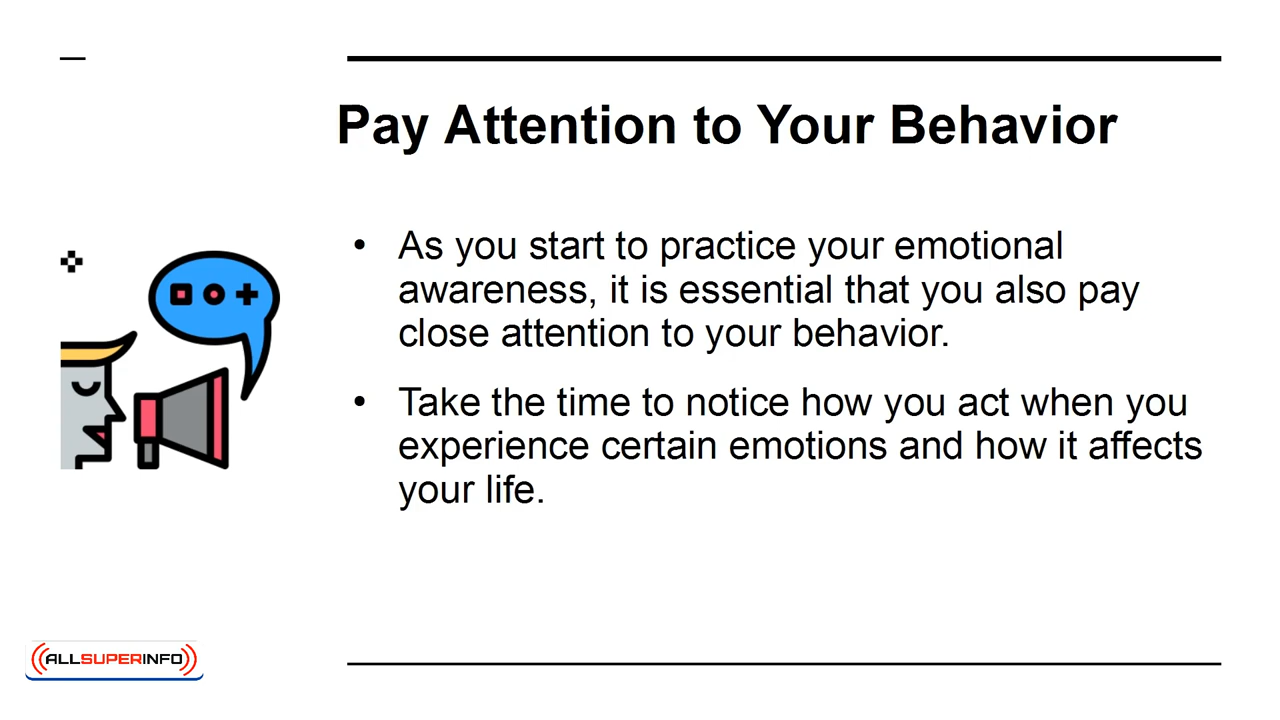 Pay Attention to Your Behavior
• As you start to practice your emotional
awareness, it is essential that you also pay
close attention to your behavior.
• Take the time to notice how you act when you
experience certain emotions and how it affects
your life.
ALLSUPERINFO